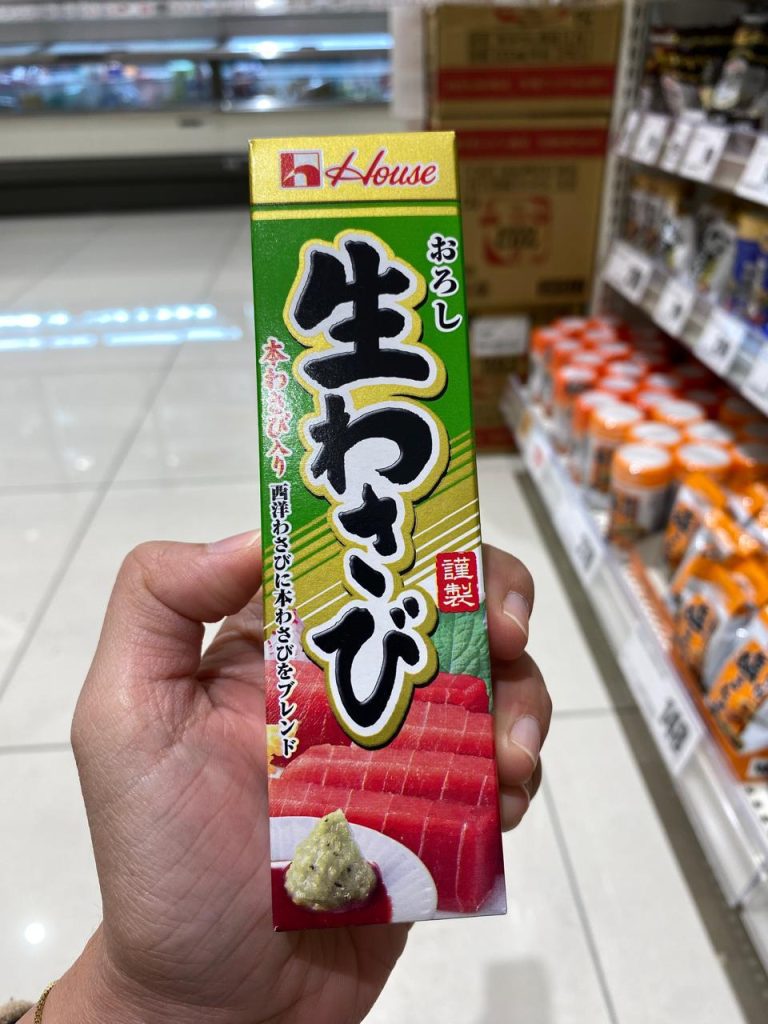 House
おろし
生わさび
本わさび入り
西洋わさびに本わさびをブレンド
謹製